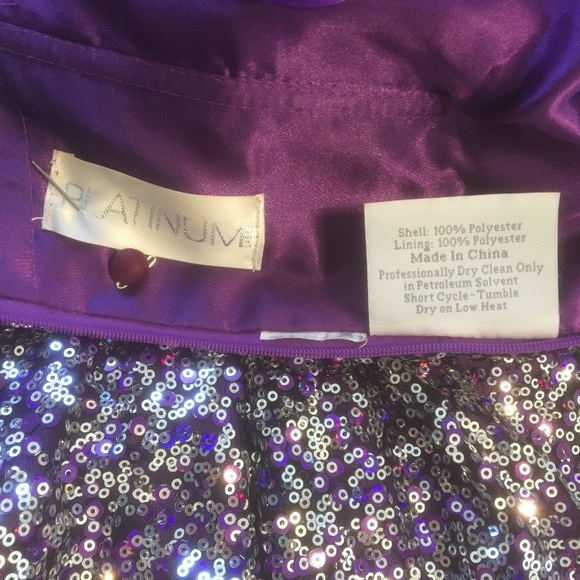 PLATINUM
Shell: 100% Polyester
Lining: 100% Polyester
Made In China
Professionally Dry Clean Only
in Petroleum Solvent
Short Cycle-Tumble
Dry on Low Heat